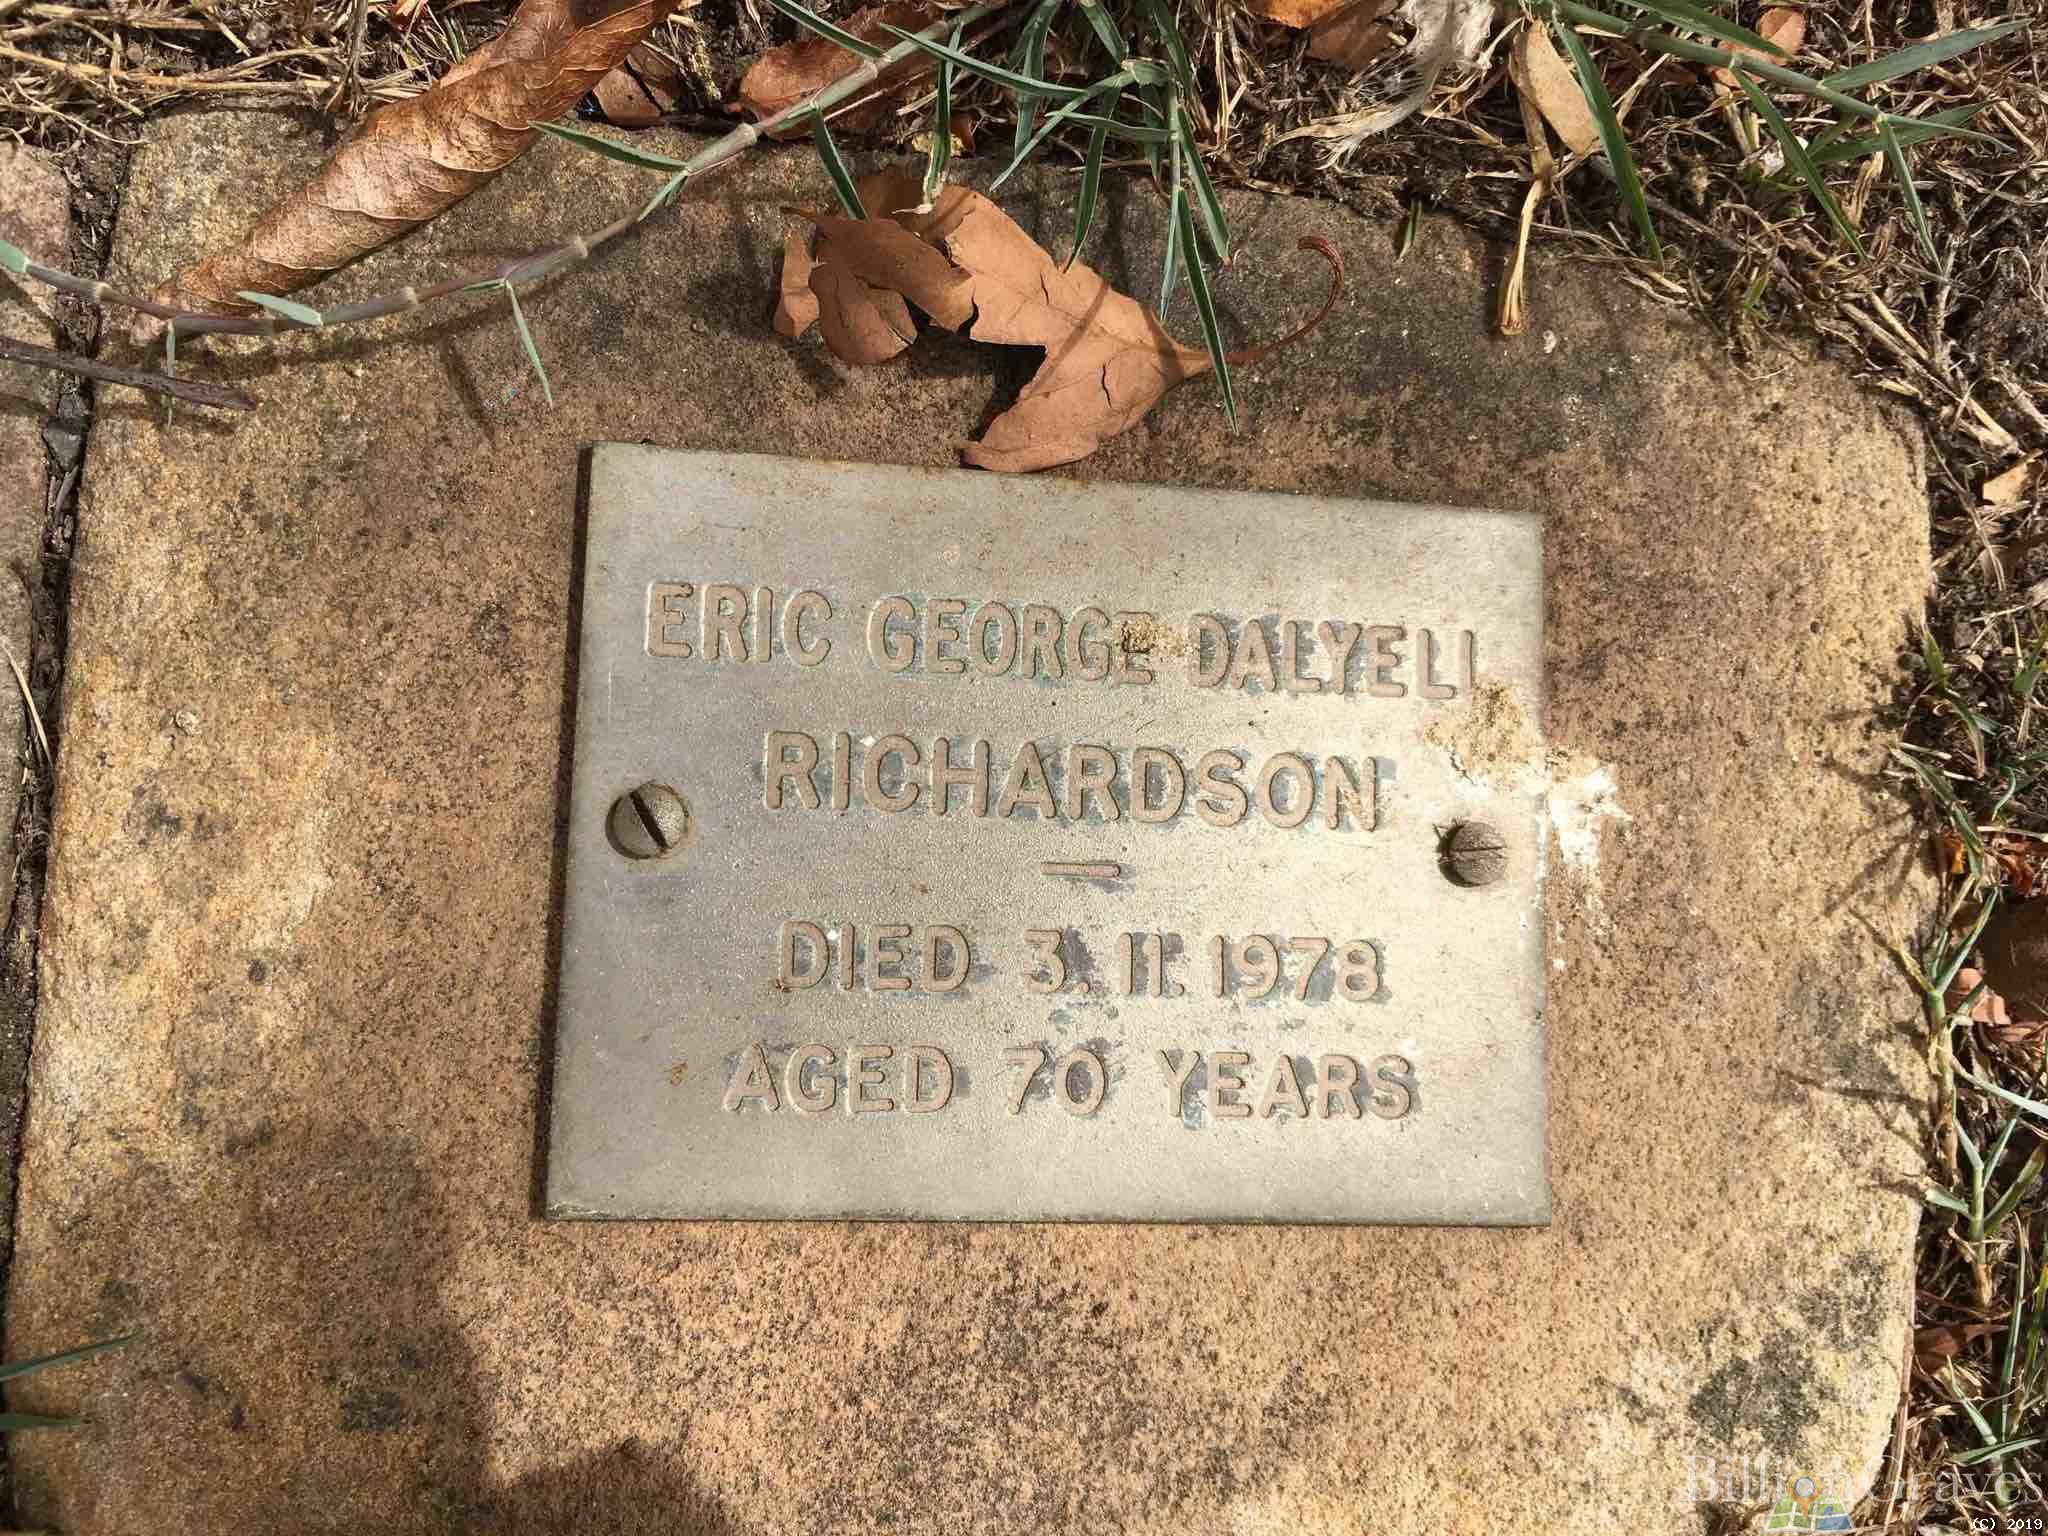 ERIC GEORGE DALYELL
RICHARDSON
—
DIED 3.11.1978
AGED 70 YEARS
BillionGraves
(C) 2019